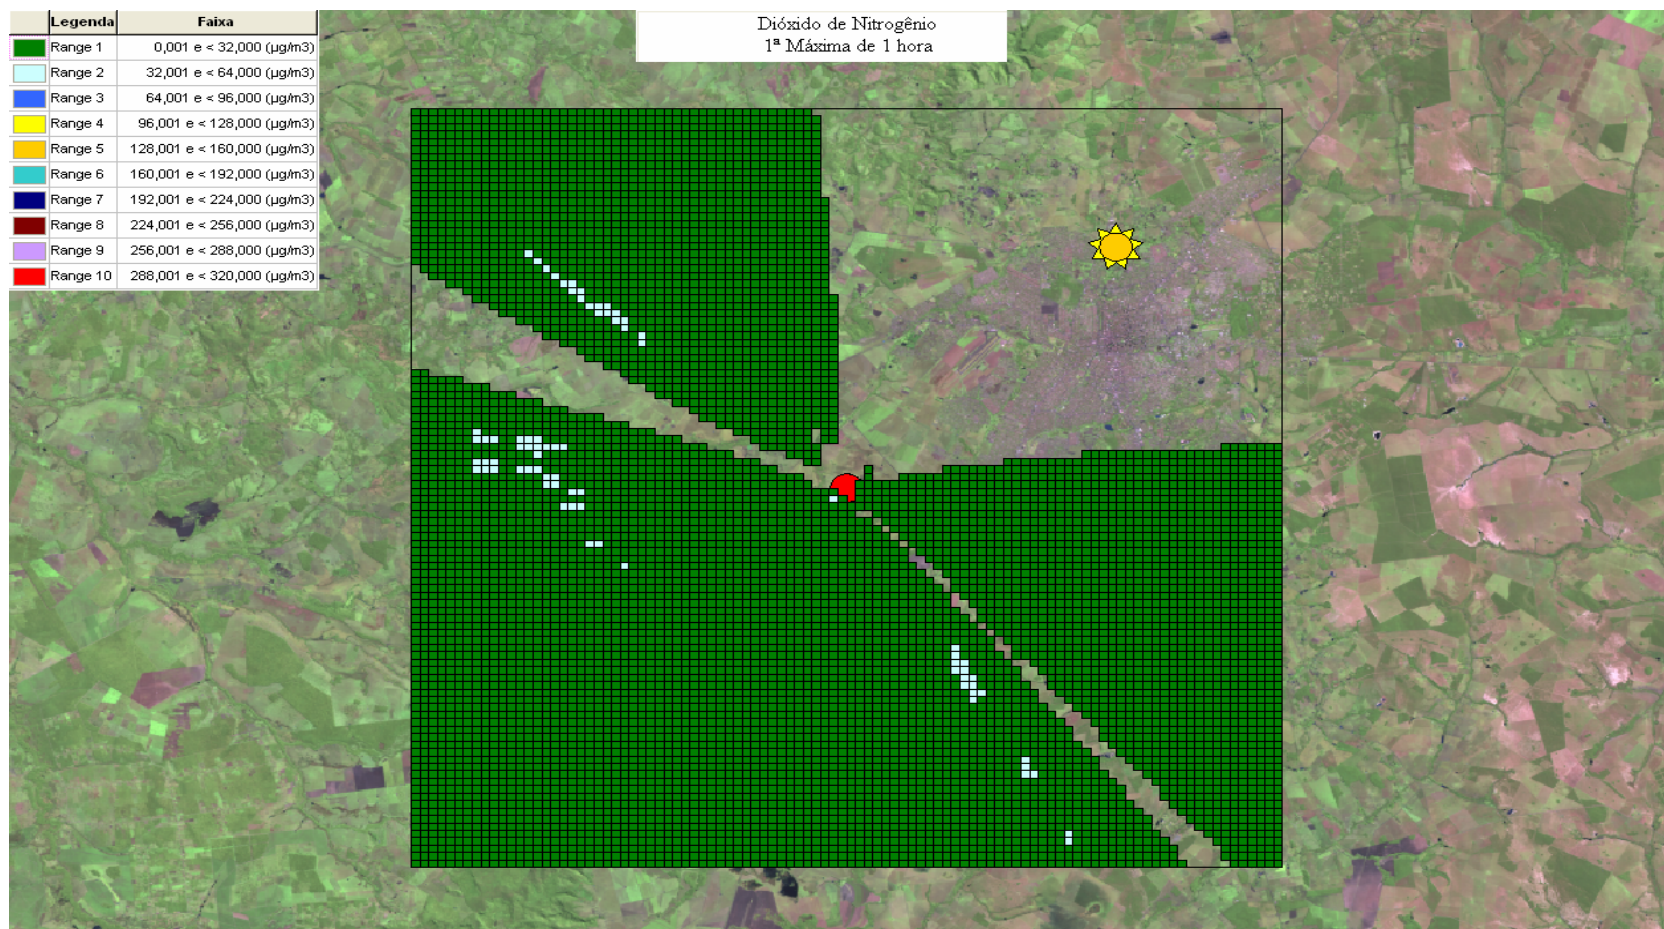 Legenda Faixa
Range 1 0,001 e < 32,000 (µg/m3)
Range 2 32,001 e < 64,000 (µg/m3)
Range 3 64,001 e < 96,000 (µg/m3)
Range 4 96,001 e < 128,000 (µg/m3)
Range 5 128,001 e < 160,000 (µg/m3)
Range 6 160,001 e < 192,000 (µg/m3)
Range 7 192,001 e < 224,000 (µg/m3)
Range 8 224,001 e < 256,000 (µg/m3)
Range 9 256,001 e < 288,000 (µg/m3)
Range 10 288,001 e < 320,000 (µg/m3)
Dióxido de Nitrogênio
1ª Máxima de 1 hora